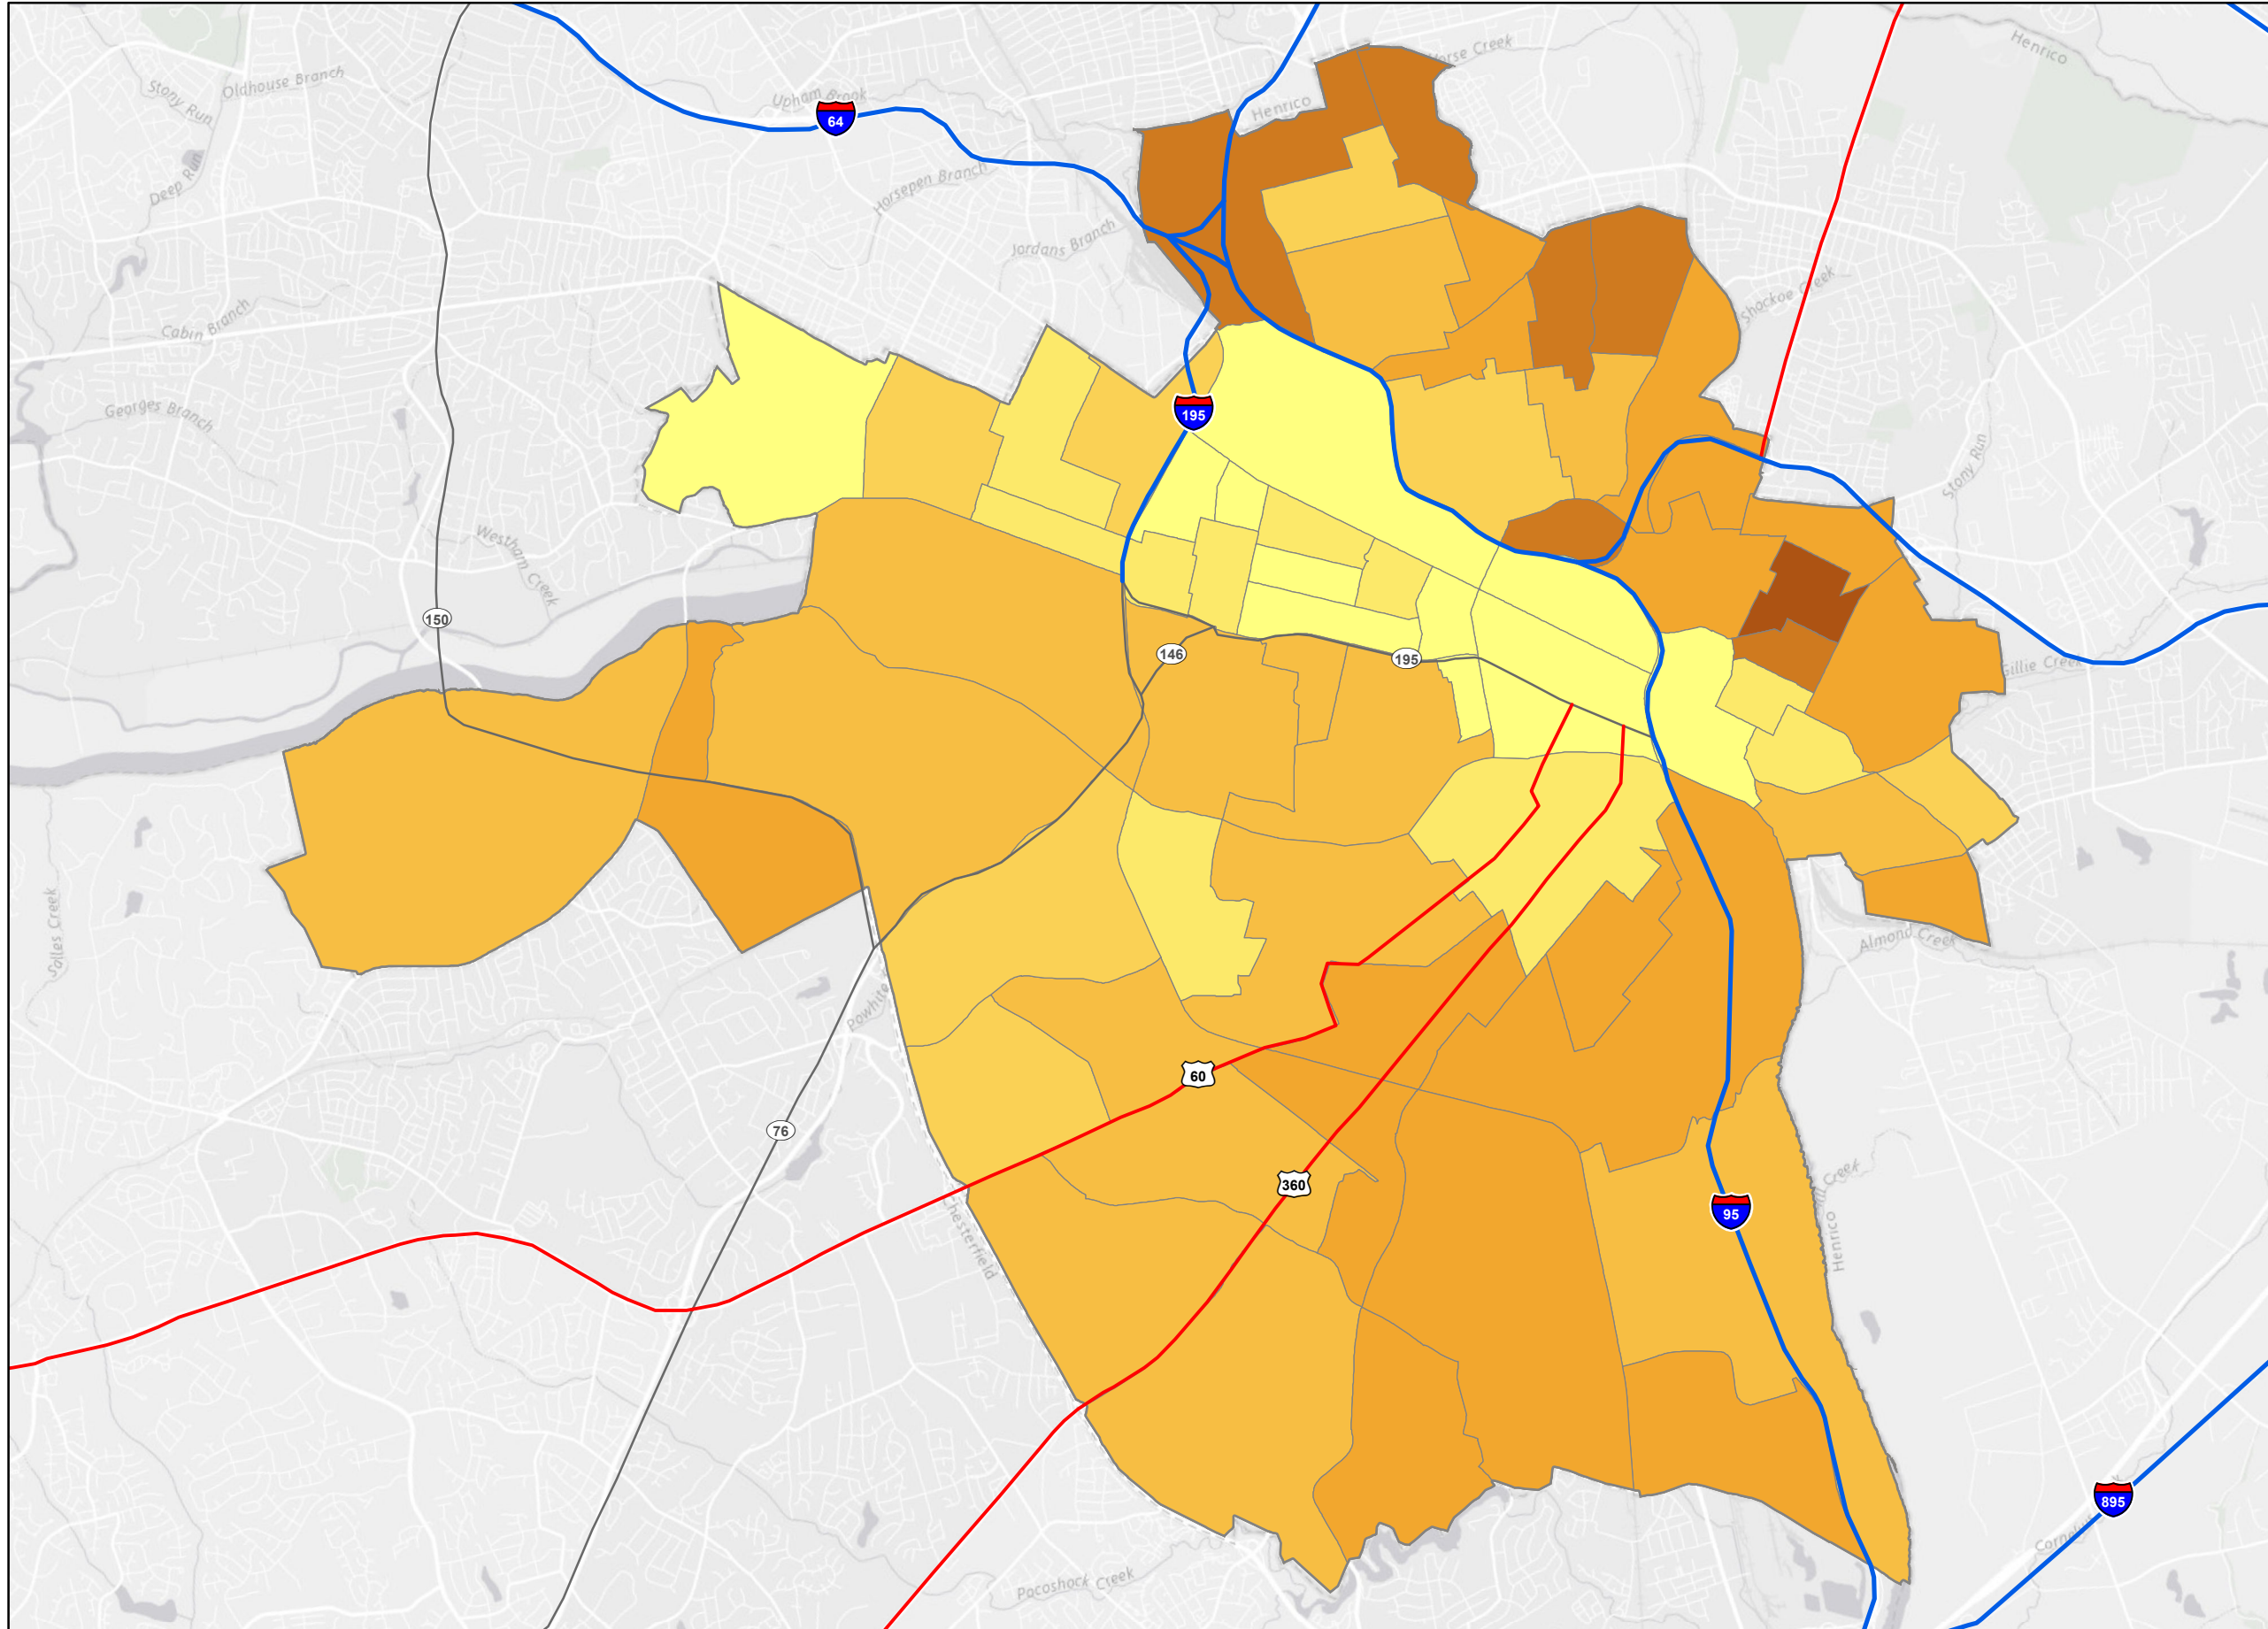 Henrico
Stony Run
Oldhouse Branch
Upham Brook
Horse Creek
Henrico
64
Deep Run
Horsepen Branch
Jordans Branch
Shockoe Creek
Cabin Branch
Georges Branch
195
Stony Run
Westham Creek
150
146
195
Gillie Creek
Salles Creek
Almond Creek
Powhite
60
76
360
Creek
95
Henrico
Chesterfield
895
Pocoshock Creek